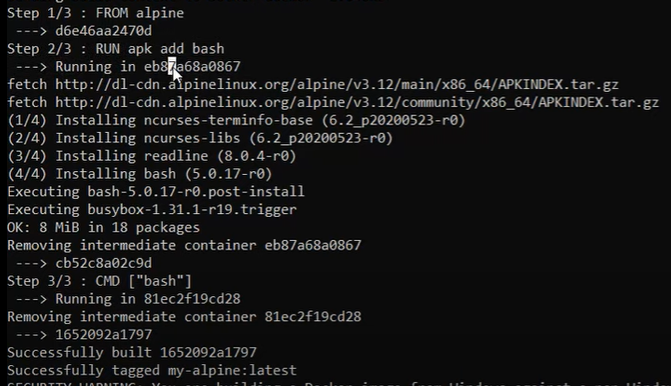 Step 1/3 : FROM alpine
---> d6e46aa2470d
Step 2/3 : RUN apk add bash
---> Running in eb87a68a0867
fetch http://dl-cdn.alpinelinux.org/alpine/v3.12/main/x86_64/APKINDEX.tar.gz
fetch http://dl-cdn.alpinelinux.org/alpine/v3.12/community/x86_64/APKINDEX.tar.gz
(1/4) Installing ncurses-terminfo-base (6.2_p20200523-r0)
(2/4) Installing ncurses-libs (6.2_p20200523-r0)
(3/4) Installing readline (8.0.4-r0)
(4/4) Installing bash (5.0.17-r0)
Executing bash-5.0.17-r0.post-install
Executing busybox-1.31.1-r19.trigger
OK: 8 MiB in 18 packages
Removing intermediate container eb87a68a0867
---> cb52c8a02c9d
Step 3/3 : CMD ["bash"]
---> Running in 81ec2f19cd28
Removing intermediate container 81ec2f19cd28
---> 1652092a1797
Successfully built 1652092a1797
Successfully tagged my-alpine:latest
SECURITY WARNING: You are building a Docker image from Windows against